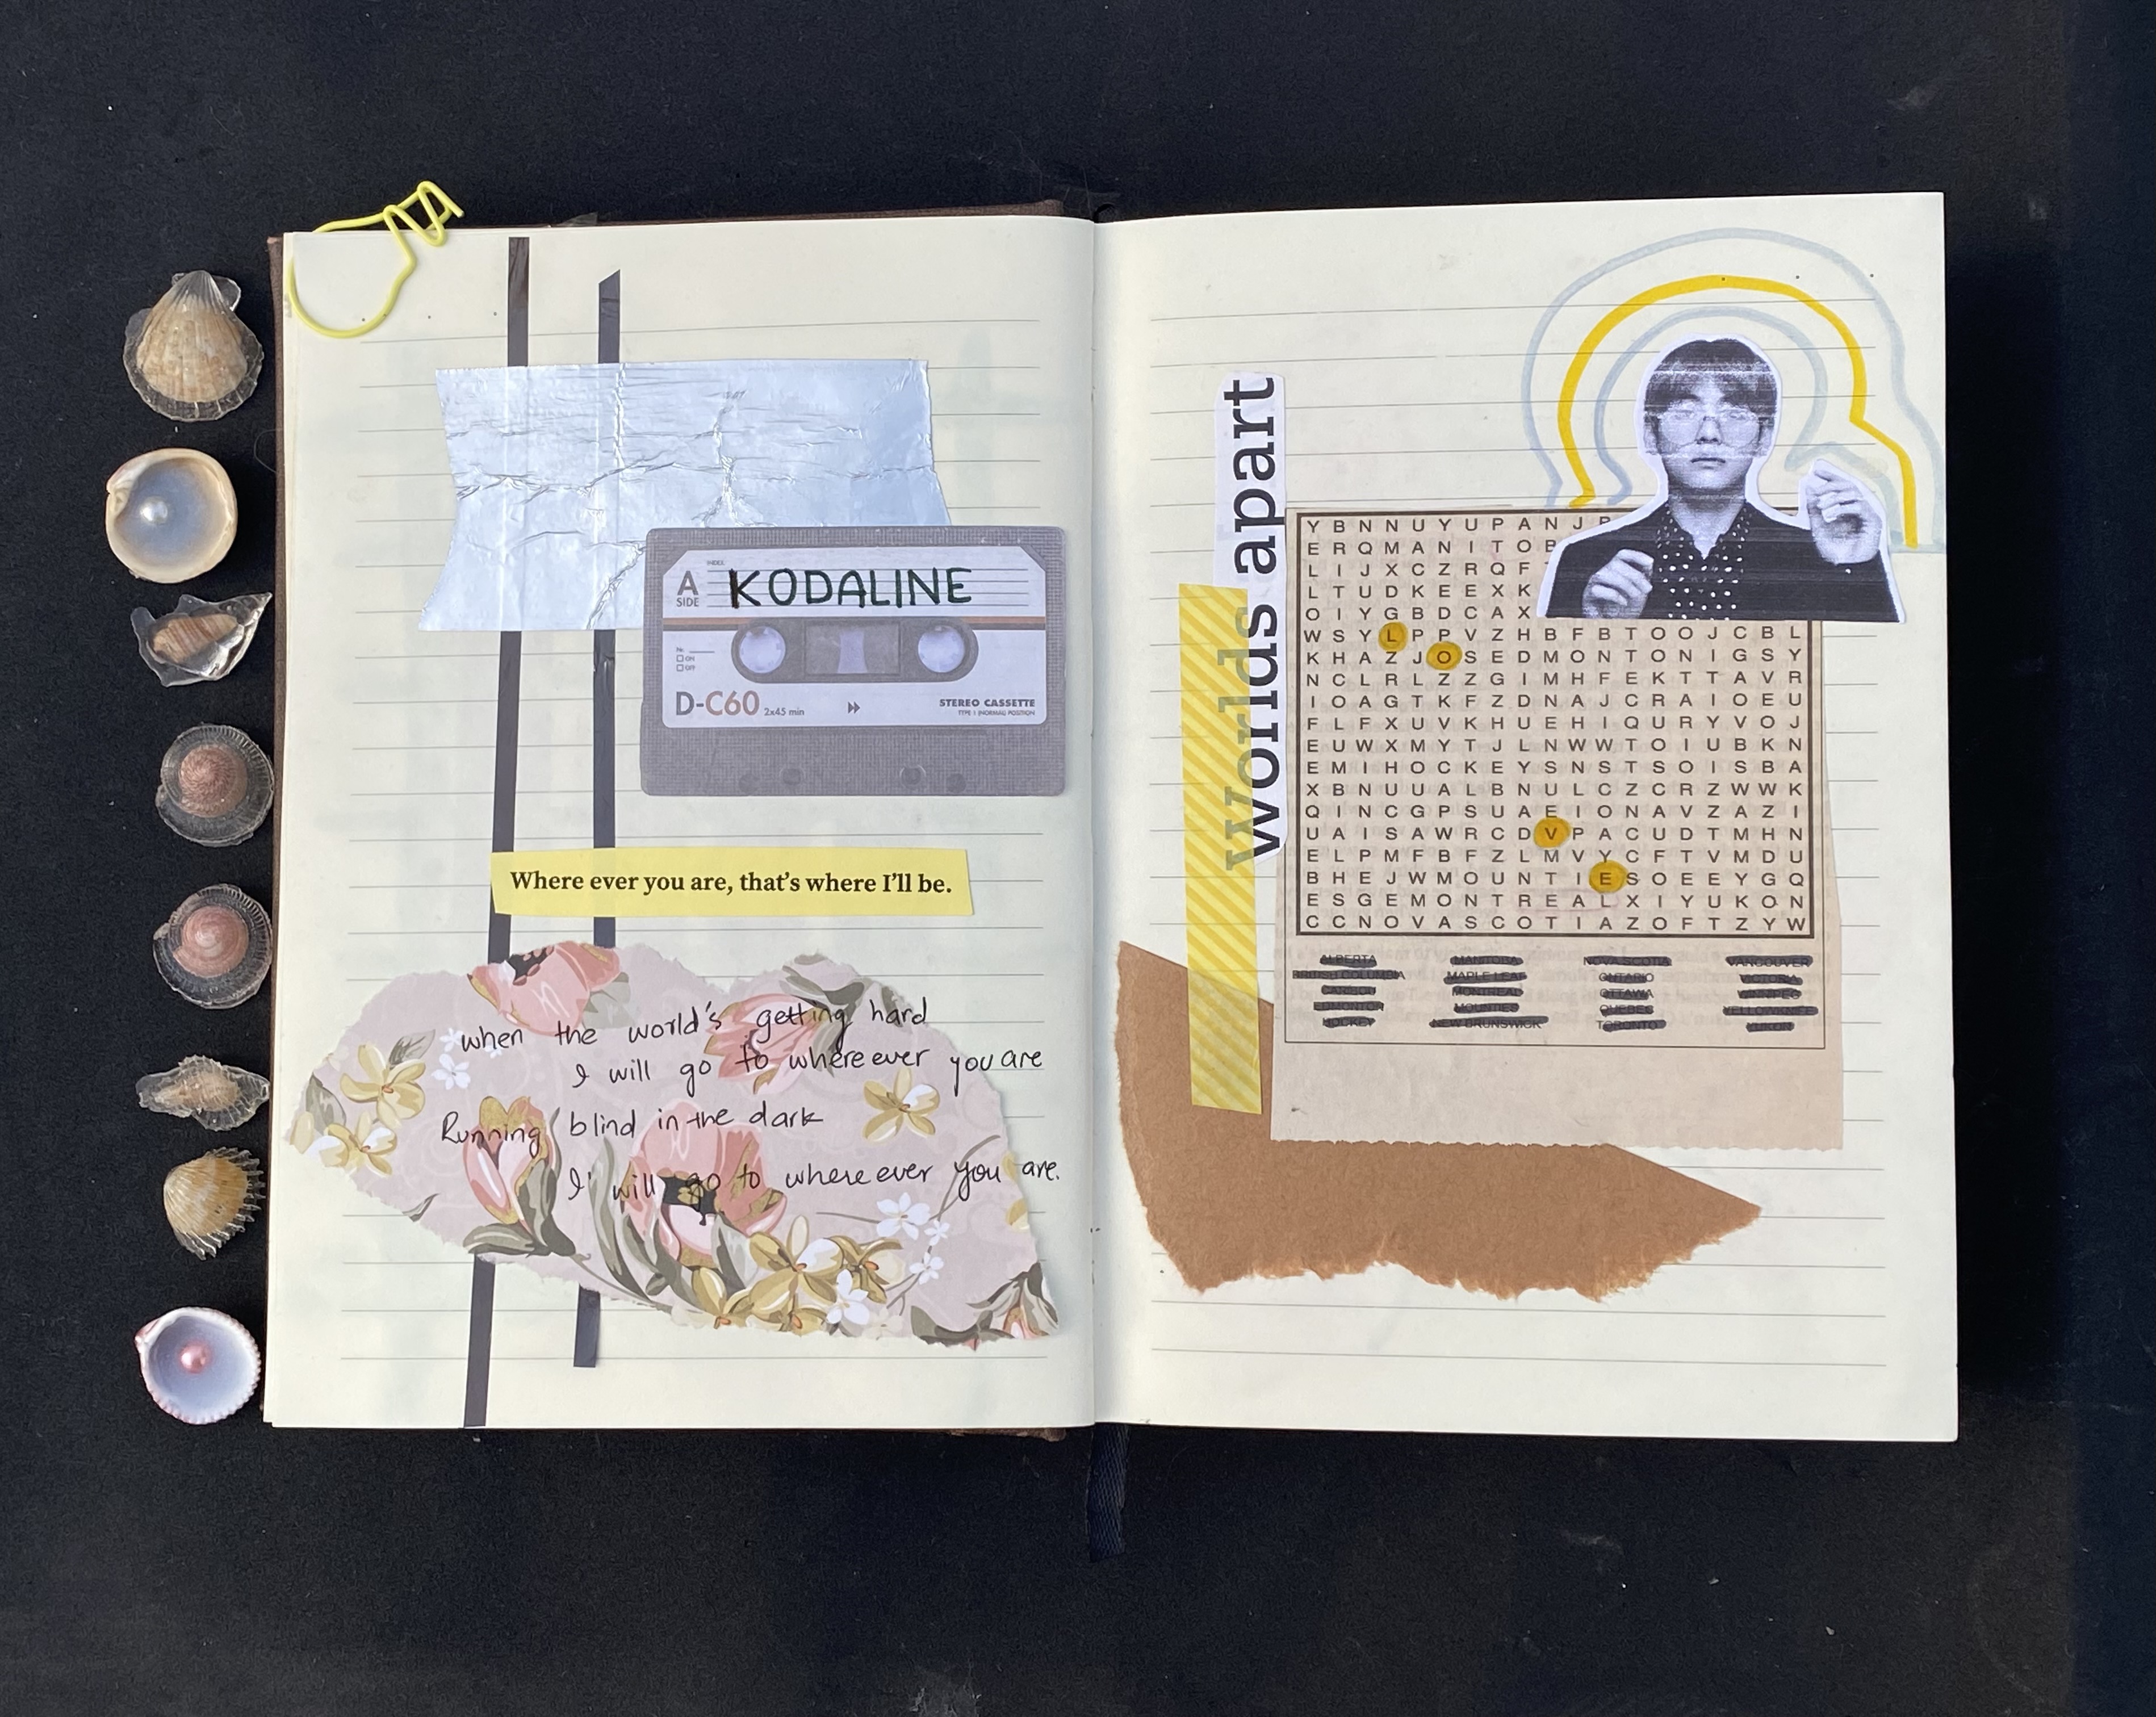 A
SIDE
INDEX
KODALINE
D-C60 2x45 min
STEREO CASSETTE
TYPE I (NORMAL) POSITION
Where ever you are, that's where I'll be.
when the world's getting hard
I will go to where ever you are
Running blind in the dark
I will go to where ever you are.
worlds apart
Y B N N U Y U P A N J
E R Q M A N I T O B
L I J X C Z R Q F
L T U D K E E X K
O I Y G B D C A X
W S Y L P P V Z H B F B T O O J C B L
K H A Z J O S E D M O N T O N I G S Y
N C L R L Z Z G I M H F E K T T A V R
I O A G T K F Z D N A J C R A I O E U
F L F X U V K H U E H I Q U R Y V O J
E U W X M Y T J L N W W T O I U B K N
E M I H O C K E Y S N S T S O I S B A
X B N U U A L B N U L C Z C R Z W W K
Q I N C G P S U A E I O N A V Z A Z I
U A I S A W R C D V P A C U D T M H N
E L P M F B F Z L M V Y C F T V M D U
B H E J W M O U N T I E S O E E Y G Q
E S G E M O N T R E A L X I Y U K O N
C C N O V A S C O T I A Z O F T Z Y W
ALBERTA MANITOBA NOVA SCOTIA VANCOUVER
BRITISH COLUMBIA MAPLE LEAF ONTARIO VICTORIA
MONTREAL OTTAWA WINNIPEG
EDMONTON MOUNTIES QUEBEC YELLOWKNIFE
HOCKEY NEW BRUNSWICK TORONTO YUKON